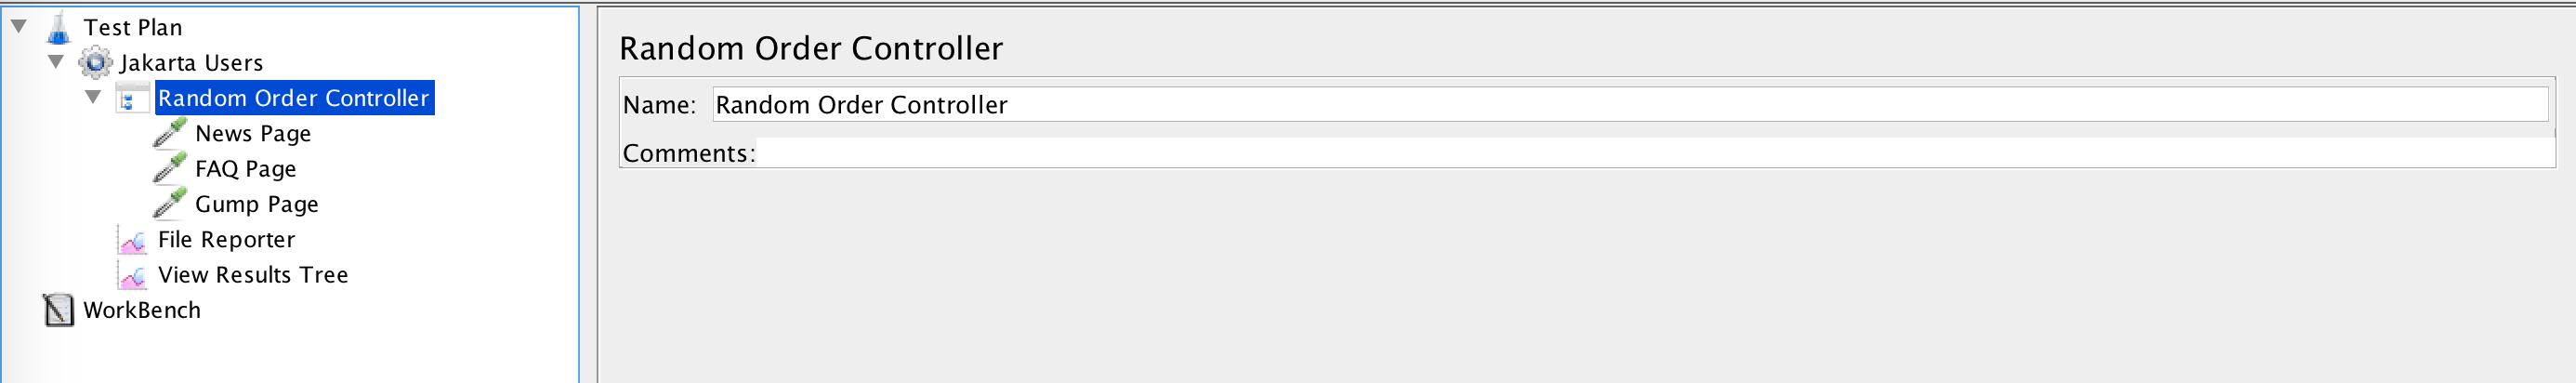 Test Plan
Jakarta Users
Random Order Controller
News Page
FAQ Page
Gump Page
File Reporter
View Results Tree
WorkBench
Random Order Controller
Name: Random Order Controller
Comments: